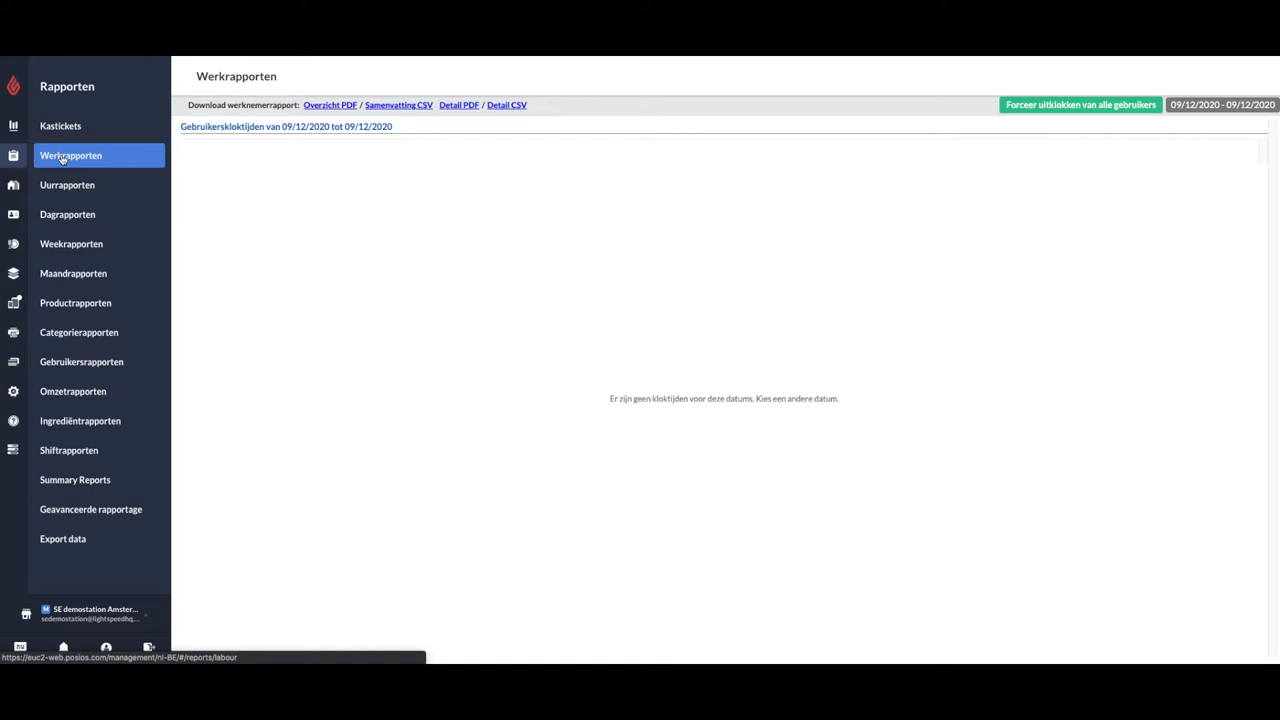 Rapporten
Kastickets
Werkrapporten
Uurrapporten
Dagrapporten
Weekrapporten
Maandrapporten
Productrapporten
Categorierapporten
Gebruikersrapporten
Omzetrapporten
Ingrediëntrapporten
Shiftrapporten
Summary Reports
Geavanceerde rapportage
Export data
M SE demostation Amster...
sedemostation@lightspeedhq....
https://euc2-web.posios.com/management/nl-BE/#/reports/labour
Werkrapporten
Download werknemerrapport: Overzicht PDF / Samenvatting CSV Detail PDF / Detail CSV
Forceer uitklokken van alle gebruikers
09/12/2020 - 09/12/2020
Gebruikerskloktijden van 09/12/2020 tot 09/12/2020
Er zijn geen kloktijden voor deze datums. Kies een andere datum.